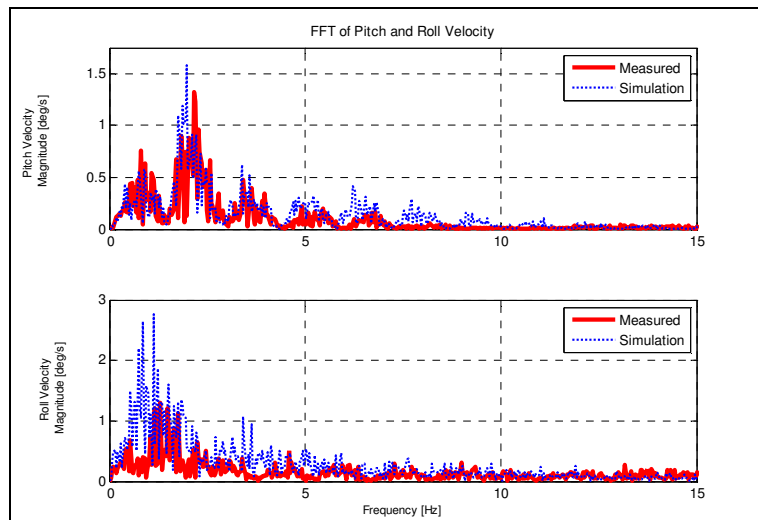 FFT of Pitch and Roll Velocity
Pitch Velocity
Magnitude [deg/s]
1.5
1
0.5
0
0
5
10
15
Measured
Simulation
Roll Velocity
Magnitude [deg/s]
3
2
1
0
0
5
10
15
Measured
Simulation
Frequency [Hz]